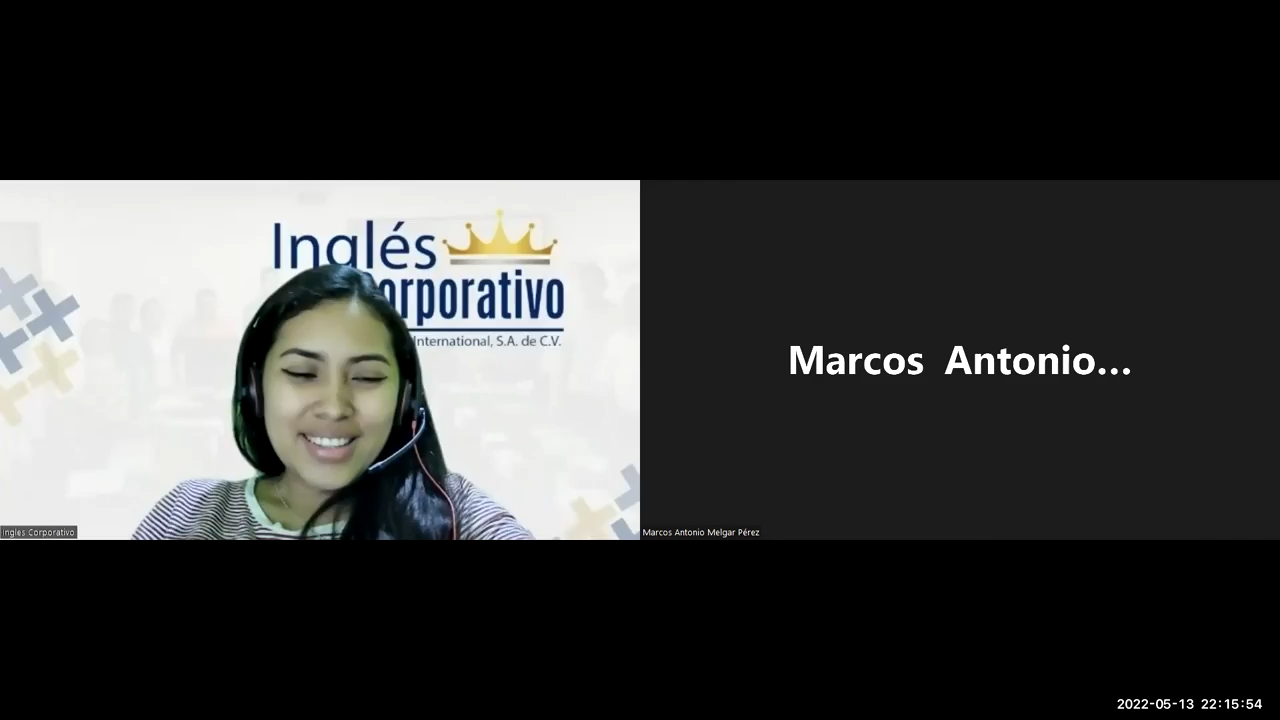 Inglés
orporativo
International, S.A. de C.V.
Ingles Corporativo
Marcos Antonio...
Marcos Antonio Melgar Pérez
2022-05-13 22:15:54